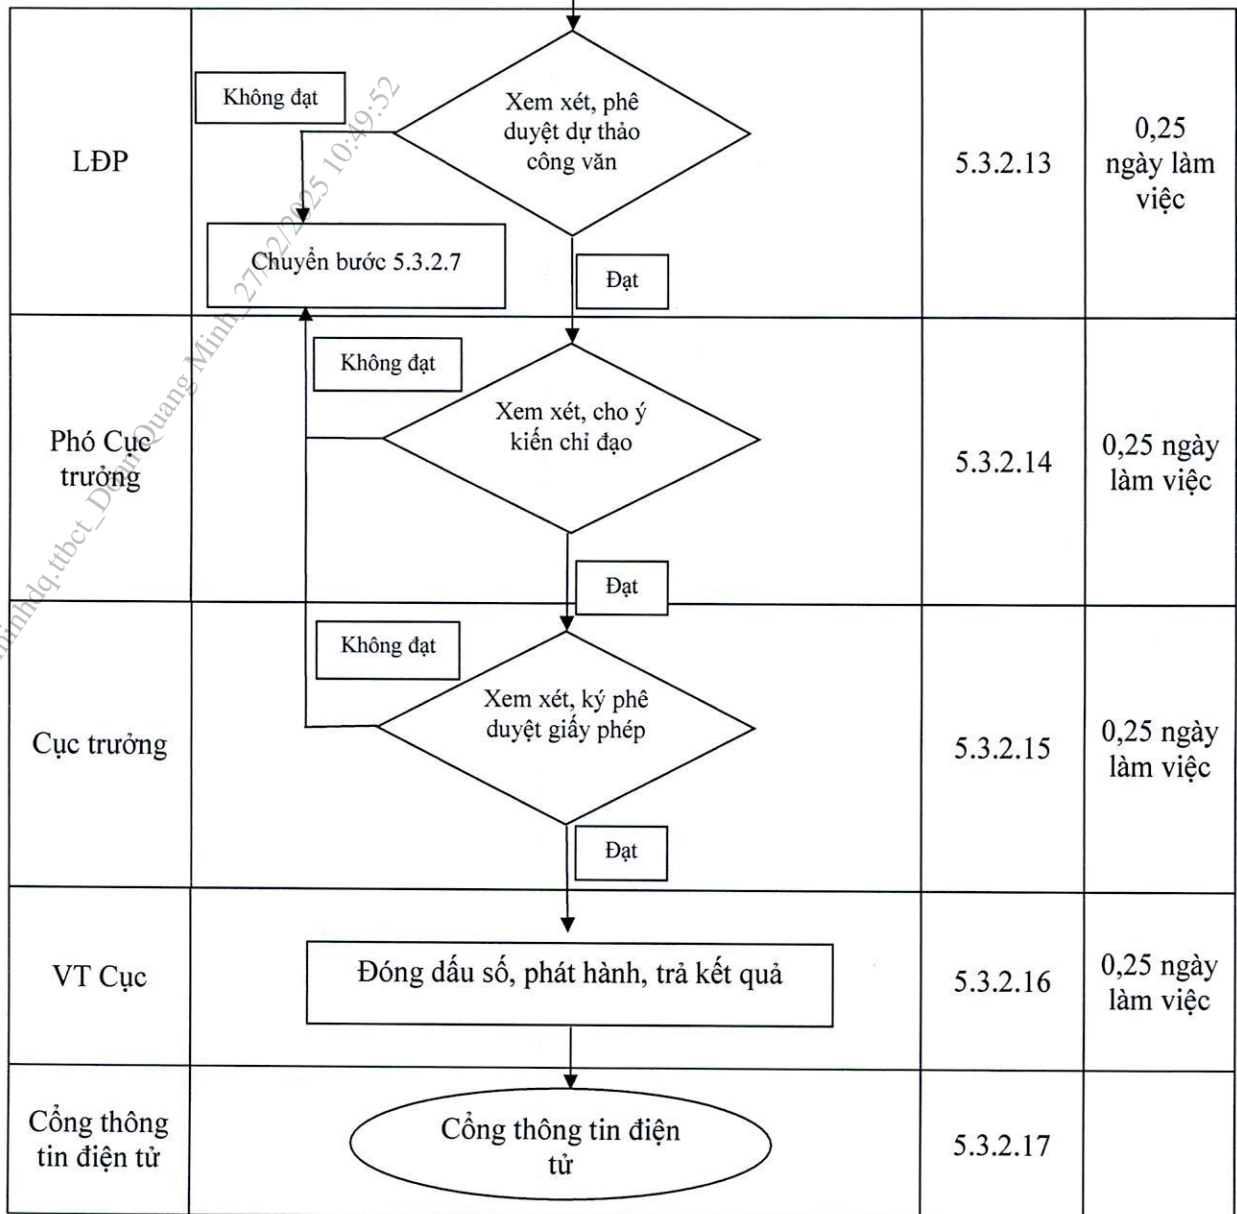 LĐP
Không đạt
Xem xét, phê
duyệt dự thảo
công văn
Chuyển bước 5.3.2.7
Đạt
5.3.2.13
0,25
ngày làm
việc
Phó Cục
trưởng
Không đạt
Xem xét, cho ý
kiến chỉ đạo
Đạt
5.3.2.14
0,25 ngày
làm việc
Cục trưởng
Không đạt
Xem xét, ký phê
duyệt giấy phép
Đạt
5.3.2.15
0,25 ngày
làm việc
VT Cục
Đóng dấu số, phát hành, trả kết quả
5.3.2.16
0,25 ngày
làm việc
Cổng thông
tin điện tử
Cổng thông tin điện
tử
5.3.2.17